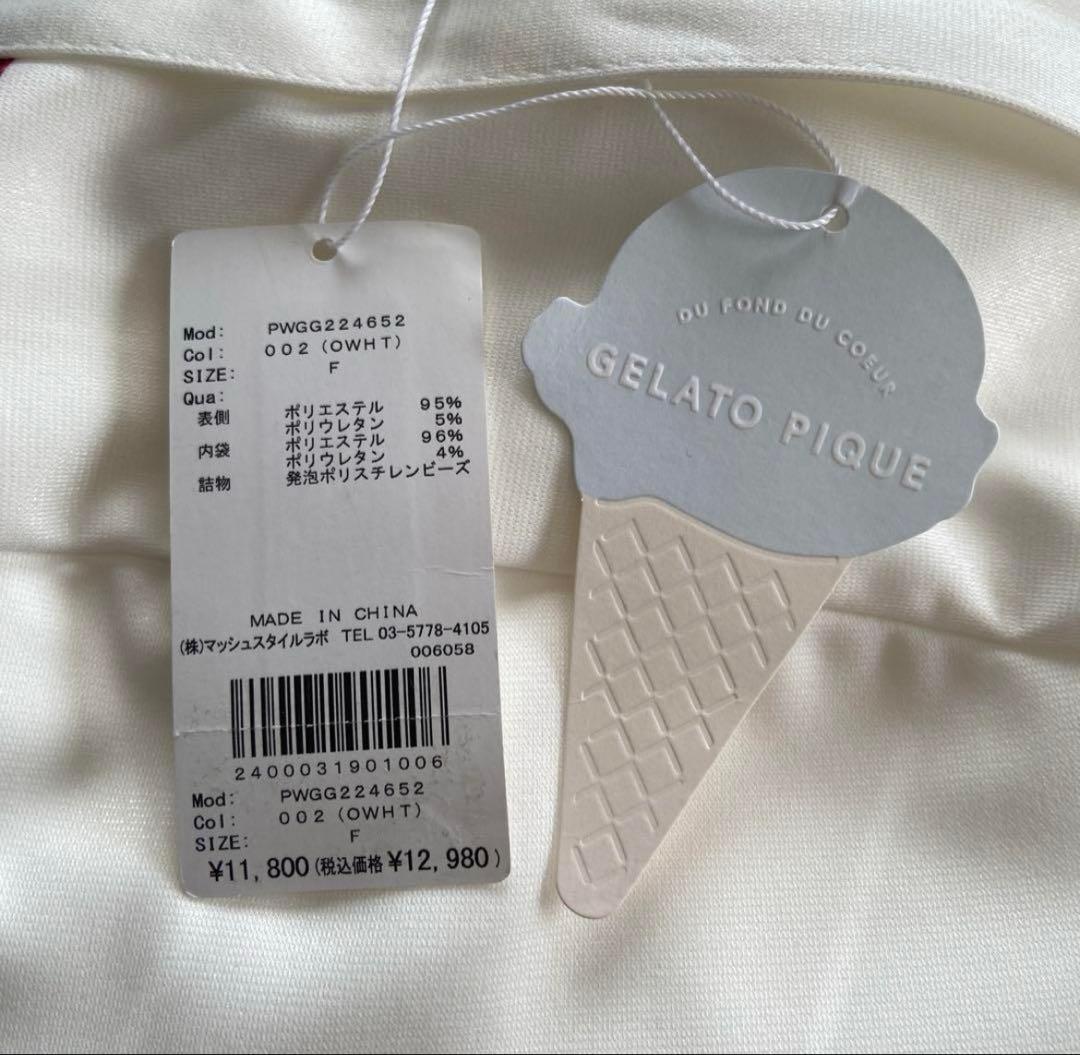 Mod: PWGG224652
Col: 002 (OWHT)
SIZE: F
Qua:
表側 ポリエステル 95%
ポリウレタン 5%
内袋 ポリエステル 96%
ポリウレタン 4%
詰物 発泡ポリスチレンビーズ
MADE IN CHINA
(株)マッシュスタイルラボ TEL 03-5778-4105
006058
2400031901006
Mod: PWGG224652
Col: 002 (OWHT)
SIZE: F
¥11,800(税込価格¥12,980)
DU FOND DU COEUR
GELATO PIQUE